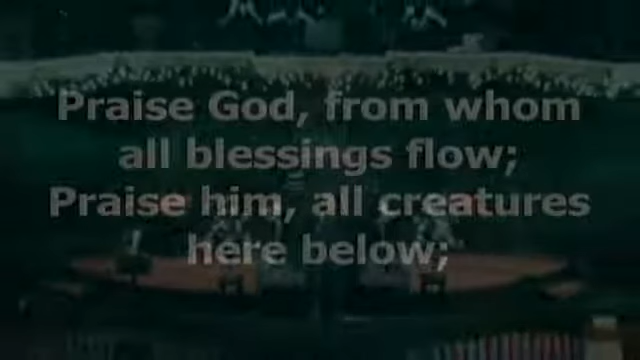 Praise God, from whom
all blessings flow;
Praise him, all creatures
here below;